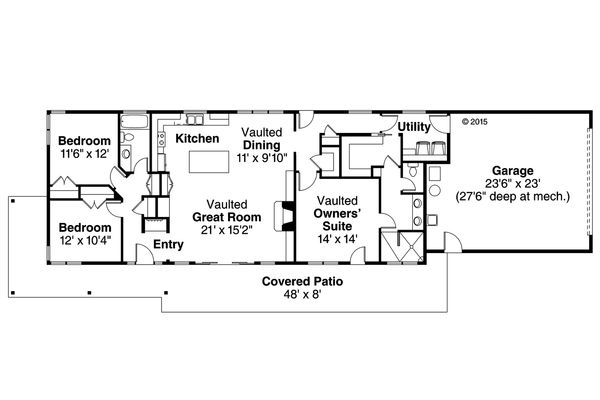 © 2015
Bedroom
11'6" x 12'
Kitchen
Vaulted
Dining
11' x 9'10"
Utility
Garage
23'6" x 23'
(27'6" deep at mech.)
Bedroom
12' x 10'4"
Vaulted
Great Room
21' x 15'2"
Vaulted
Owners'
Suite
14' x 14'
Entry
Covered Patio
48' x 8'